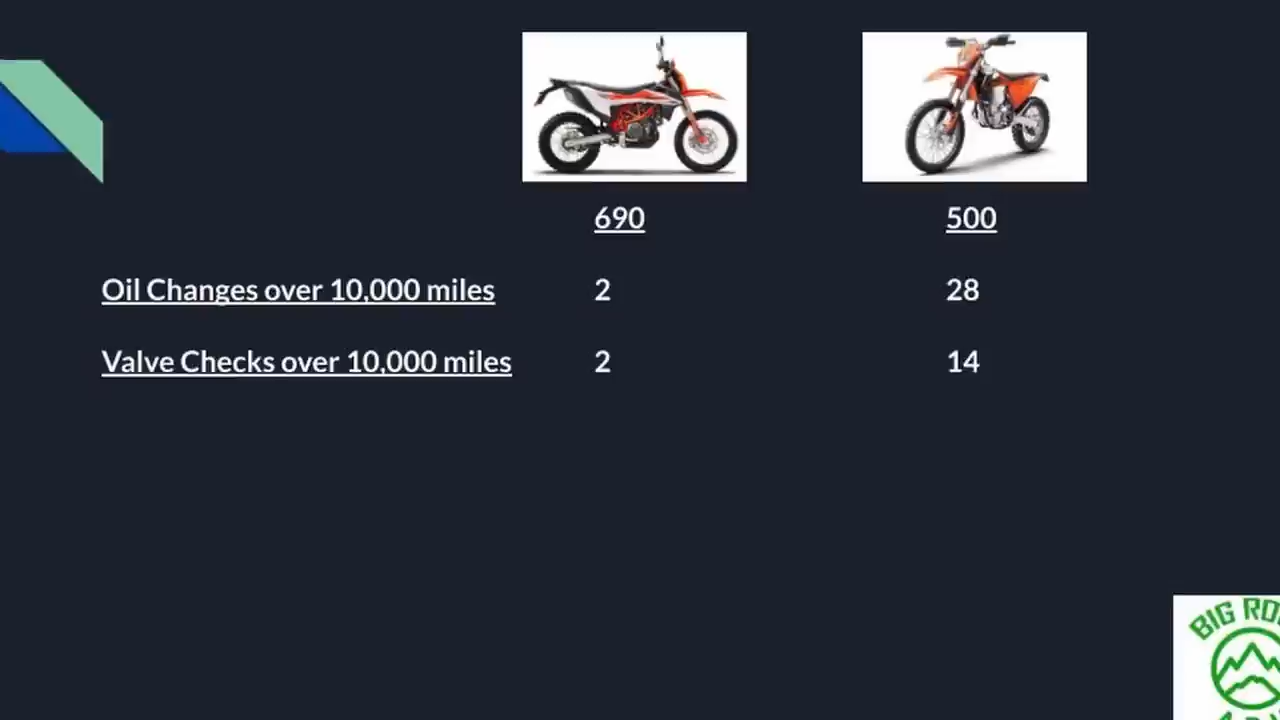 690 500
Oil Changes over 10,000 miles 2 28
Valve Checks over 10,000 miles 2 14
BIG